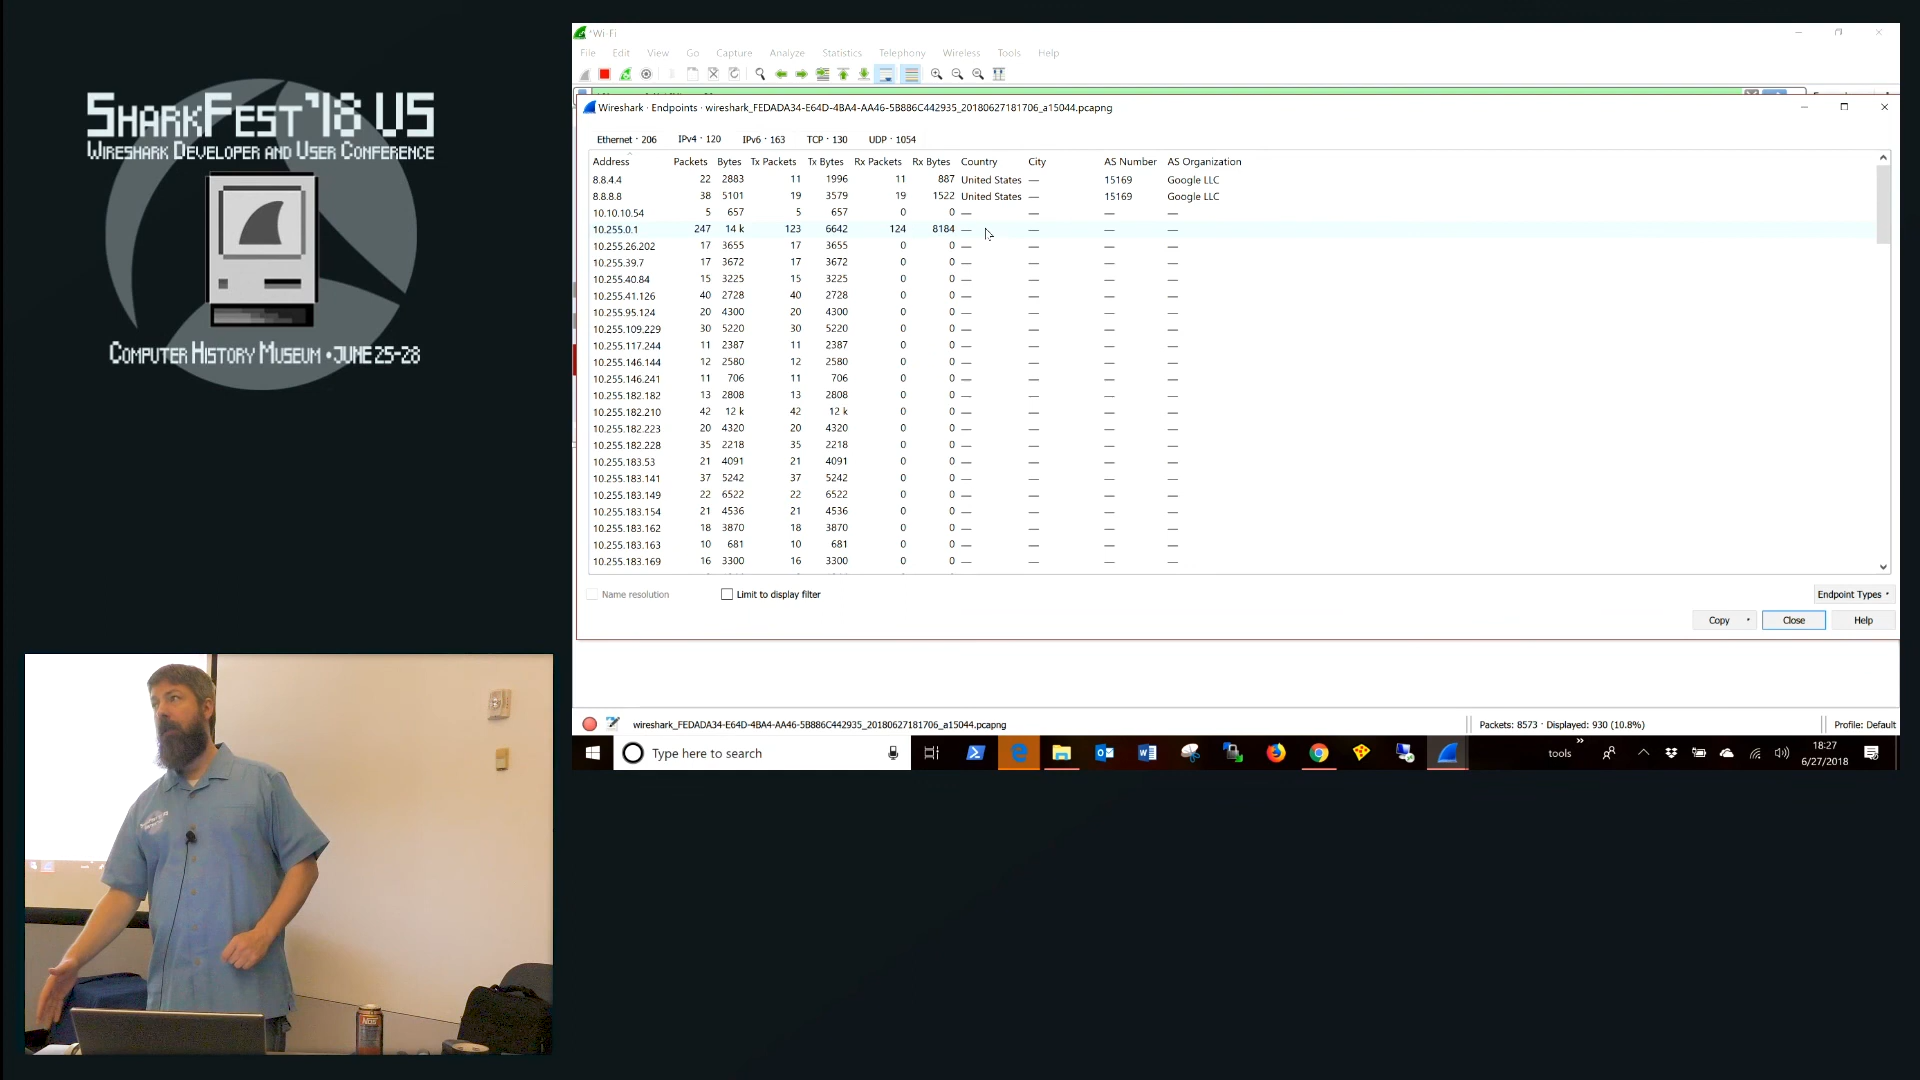 SharkFest '18 US
Wireshark Developer and User Conference
Computer History Museum • June 25-28
*Wi-Fi
File Edit View Go Capture Analyze Statistics Telephony Wireless Tools Help
Wireshark · Endpoints · wireshark_FEDADA34-E64D-4BA4-AA46-5B886C442935_20180627181706_a15044.pcapng
Ethernet · 206 IPv4 · 120 IPv6 · 163 TCP · 130 UDP · 1054
Address Packets Bytes Tx Packets Tx Bytes Rx Packets Rx Bytes Country City AS Number AS Organization
8.8.4.4 22 2883 11 1996 11 887 United States — 15169 Google LLC
8.8.8.8 38 5101 19 3579 19 1522 United States — 15169 Google LLC
10.10.10.54 5 657 5 657 0 0 — — — —
10.255.0.1 247 14 k 123 6642 124 8184 — — — —
10.255.26.202 17 3655 17 3655 0 0 — — — —
10.255.39.7 17 3672 17 3672 0 0 — — — —
10.255.40.84 15 3225 15 3225 0 0 — — — —
10.255.41.126 40 2728 40 2728 0 0 — — — —
10.255.95.124 20 4300 20 4300 0 0 — — — —
10.255.109.229 30 5220 30 5220 0 0 — — — —
10.255.117.244 11 2387 11 2387 0 0 — — — —
10.255.146.144 12 2580 12 2580 0 0 — — — —
10.255.146.241 11 706 11 706 0 0 — — — —
10.255.182.182 13 2808 13 2808 0 0 — — — —
10.255.182.210 42 12 k 42 12 k 0 0 — — — —
10.255.182.223 20 4320 20 4320 0 0 — — — —
10.255.182.228 35 2218 35 2218 0 0 — — — —
10.255.183.53 21 4091 21 4091 0 0 — — — —
10.255.183.141 37 5242 37 5242 0 0 — — — —
10.255.183.149 22 6522 22 6522 0 0 — — — —
10.255.183.154 21 4536 21 4536 0 0 — — — —
10.255.183.162 18 3870 18 3870 0 0 — — — —
10.255.183.163 10 681 10 681 0 0 — — — —
10.255.183.169 16 3300 16 3300 0 0 — — — —
Name resolution Limit to display filter Endpoint Types
Copy Close Help
wireshark_FEDADA34-E64D-4BA4-AA46-5B886C442935_20180627181706_a15044.pcapng Packets: 8573 · Displayed: 930 (10.8%) Profile: Default
Type here to search tools 18:27
6/27/2018
NOS